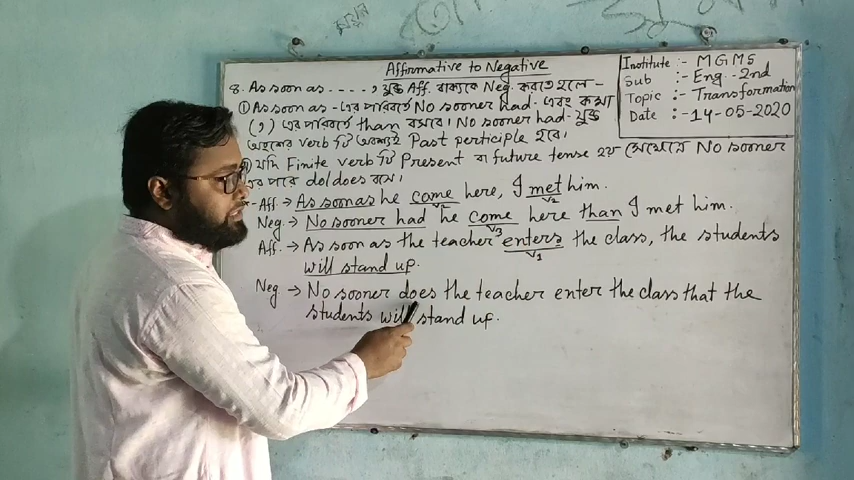 Affirmative to Negative
Institute :- MGMS
Sub :- Eng. 2nd
Topic :- Transformation
Date :- 14-05-2020
8. As soon as . . . . , যুক্ত Aff. বাক্যকে Neg. করতে হলে -
① As soon as -এর পরিবর্তে No sooner had - এবং কমা
(,) এর পরিবর্তে than বসবে। No sooner had - যুক্ত
অংশের verb টি অবশ্যই Past perticiple হবে।
যদি Finite verb টি Present বা future tense হয় সেক্ষেত্রে No sooner
এর পরে do/does বসে।
Aff. → As soon as he came here, I met him.
V₂ V₂
Neg → No sooner had he come here than I met him.
V₃
Aff. → As soon as the teacher enters the class, the students
V₁
will stand up.
Neg → No sooner does the teacher enter the class that the
students will stand up.